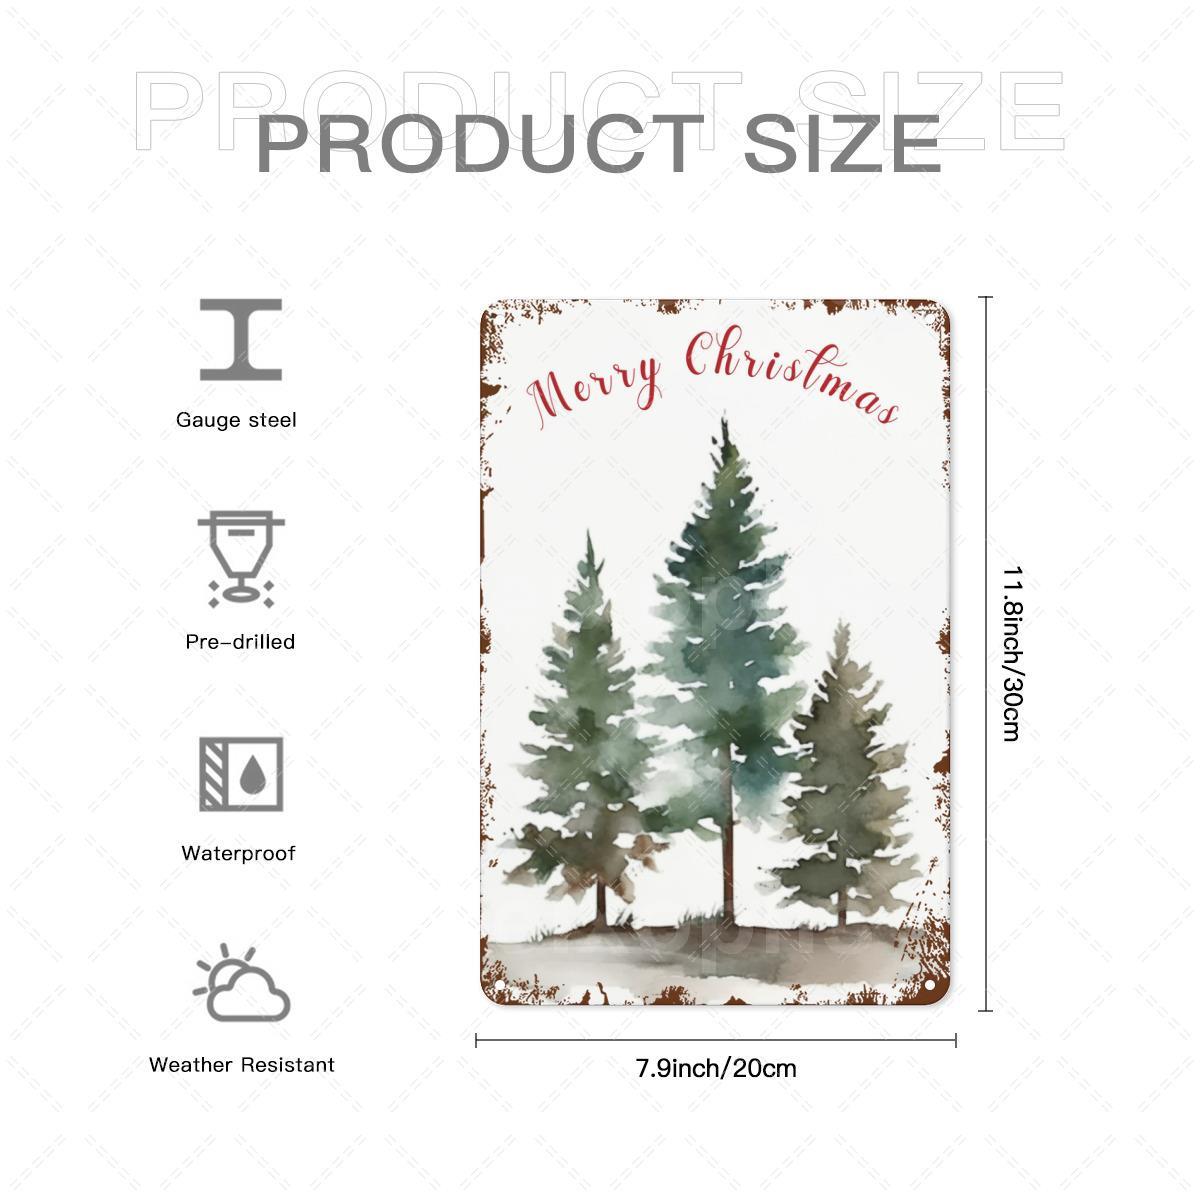 PRODUCT SIZE
PRODUCT SIZE
Gauge steel
Pre-drilled
Waterproof
Weather Resistant
Merry Christmas
11.8inch/30cm
7.9inch/20cm